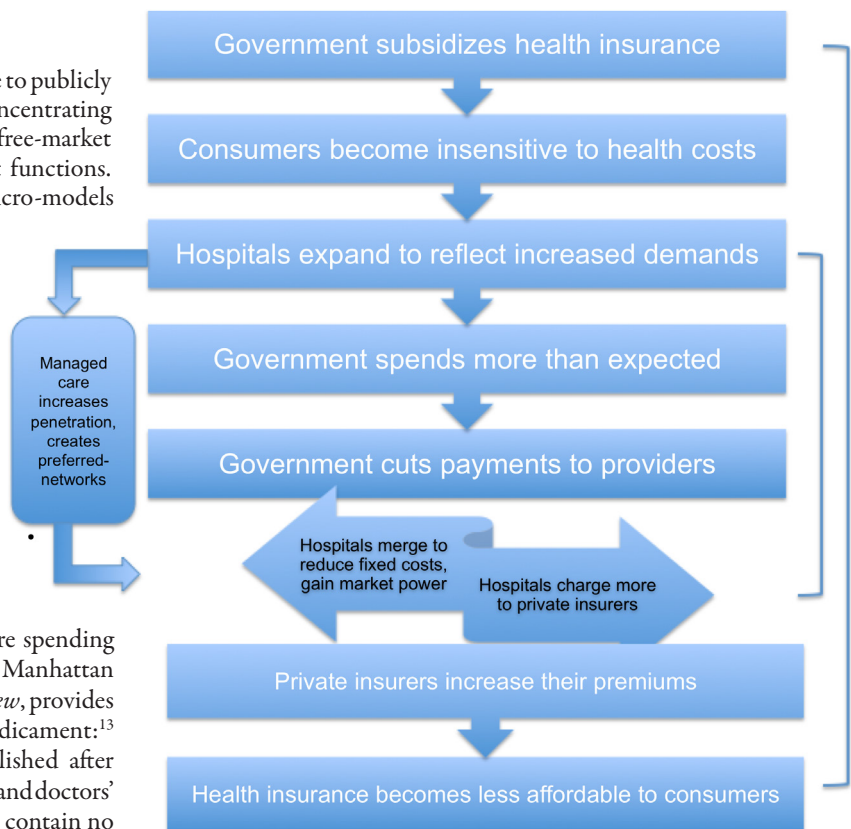 Government subsidizes health insurance
to publicly
ncentrating
free-market
functions.
cro-models
Consumers become insensitive to health costs
Hospitals expand to reflect increased demands
Managed
care
increases
penetration,
creates
preferred-
networks
Government spends more than expected
Government cuts payments to providers
Hospitals merge to
reduce fixed costs,
gain market power
Hospitals charge more
to private insurers
re spending
Manhattan
ew, provides
dicament:13
lished after
and doctors’
contain no
Private insurers increase their premiums
Health insurance becomes less affordable to consumers